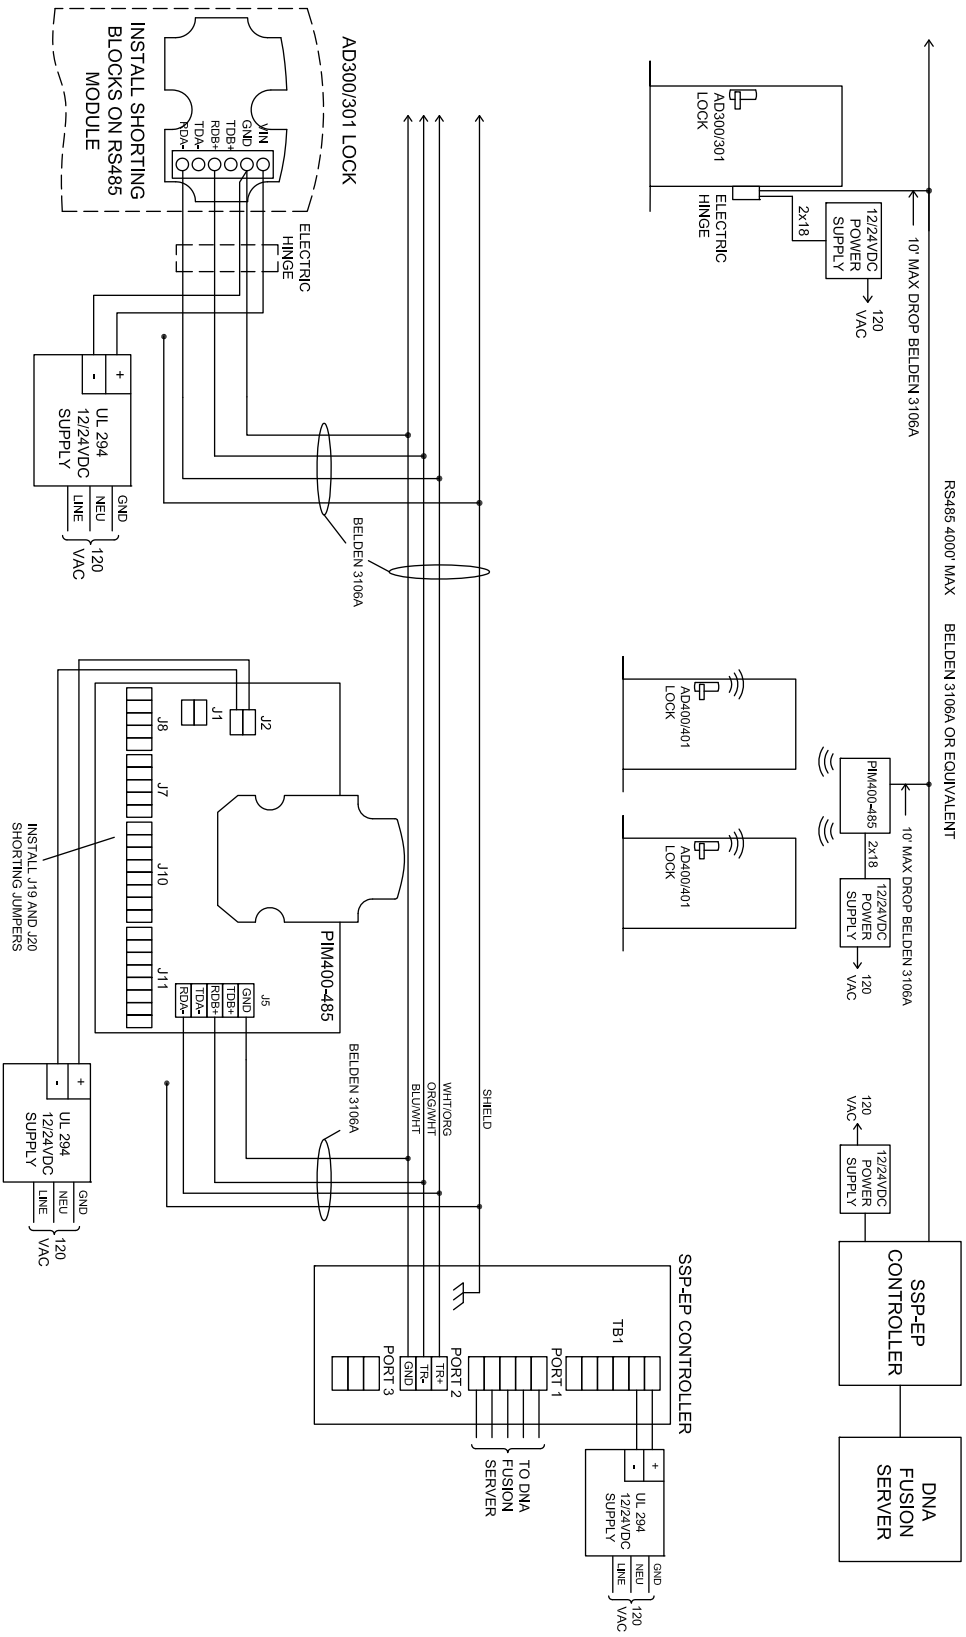 RS485 4000' MAX BELDEN 3106A OR EQUIVALENT
10' MAX DROP BELDEN 3106A
12/24VDC
POWER
SUPPLY
120
VAC
2x18
ELECTRIC
HINGE
AD300/301
LOCK
10' MAX DROP BELDEN 3106A
PIM400-485
2x18
12/24VDC
POWER
SUPPLY
120
VAC
AD400/401
LOCK
AD400/401
LOCK
120
VAC
12/24VDC
POWER
SUPPLY
SSP-EP
CONTROLLER
DNA
FUSION
SERVER
AD300/301 LOCK
INSTALL SHORTING
BLOCKS ON RS485
MODULE
VIN
GND
TDB+
RDB+
TDA-
RDA-
ELECTRIC
HINGE
+
-
UL 294
12/24VDC
SUPPLY
GND
NEU
LINE
120
VAC
BELDEN 3106A
J2
J1
J8
J7
J10
J11
PIM400-485
J5
GND
TDB+
RDB+
TDA-
RDA-
INSTALL J19 AND J20
SHORTING JUMPERS
+
-
UL 294
12/24VDC
SUPPLY
GND
NEU
LINE
120
VAC
BELDEN 3106A
SHIELD
WHT/ORG
ORG/WHT
BLU/WHT
SSP-EP CONTROLLER
TB1
PORT 1
PORT 2
TR+
TR-
GND
PORT 3
TO DNA
FUSION
SERVER
+
-
UL 294
12/24VDC
SUPPLY
GND
NEU
LINE
120
VAC